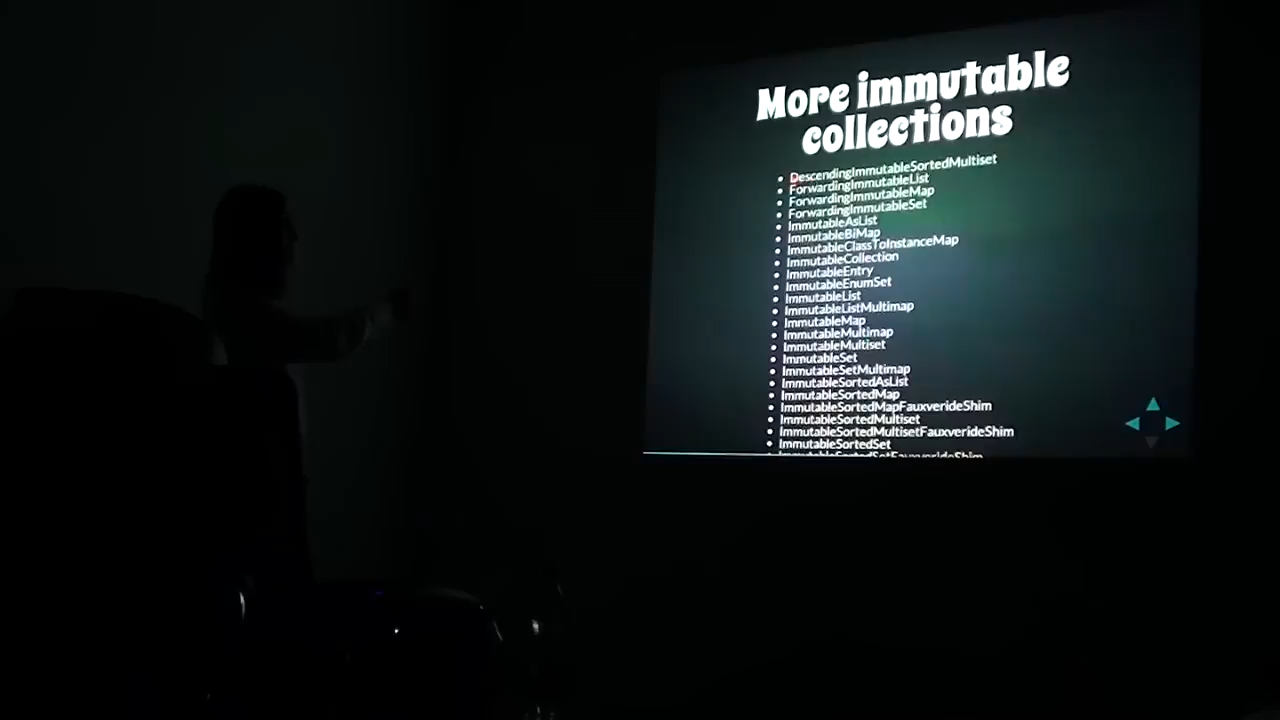 More immutable
collections
DescendingImmutableSortedMultiset
ForwardingImmutableList
ForwardingImmutableMap
ForwardingImmutableSet
ImmutableAsList
ImmutableBiMap
ImmutableClassToInstanceMap
ImmutableCollection
ImmutableEntry
ImmutableEnumSet
ImmutableList
ImmutableListMultimap
ImmutableMap
ImmutableMultimap
ImmutableMultiset
ImmutableSet
ImmutableSetMultimap
ImmutableSortedAsList
ImmutableSortedMap
ImmutableSortedMapFauxverideShim
ImmutableSortedMultiset
ImmutableSortedMultisetFauxverideShim
ImmutableSortedSet
ImmutableSortedSetFauxverideShim